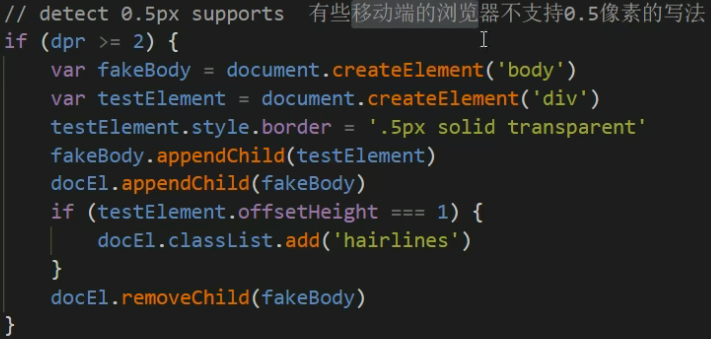 // detect 0.5px supports  有些移动端的浏览器不支持0.5像素的写法
if (dpr >= 2) {
    var fakeBody = document.createElement('body')
    var testElement = document.createElement('div')
    testElement.style.border = '.5px solid transparent'
    fakeBody.appendChild(testElement)
    docEl.appendChild(fakeBody)
    if (testElement.offsetHeight === 1) {
        docEl.classList.add('hairlines')
    }
    docEl.removeChild(fakeBody)
}